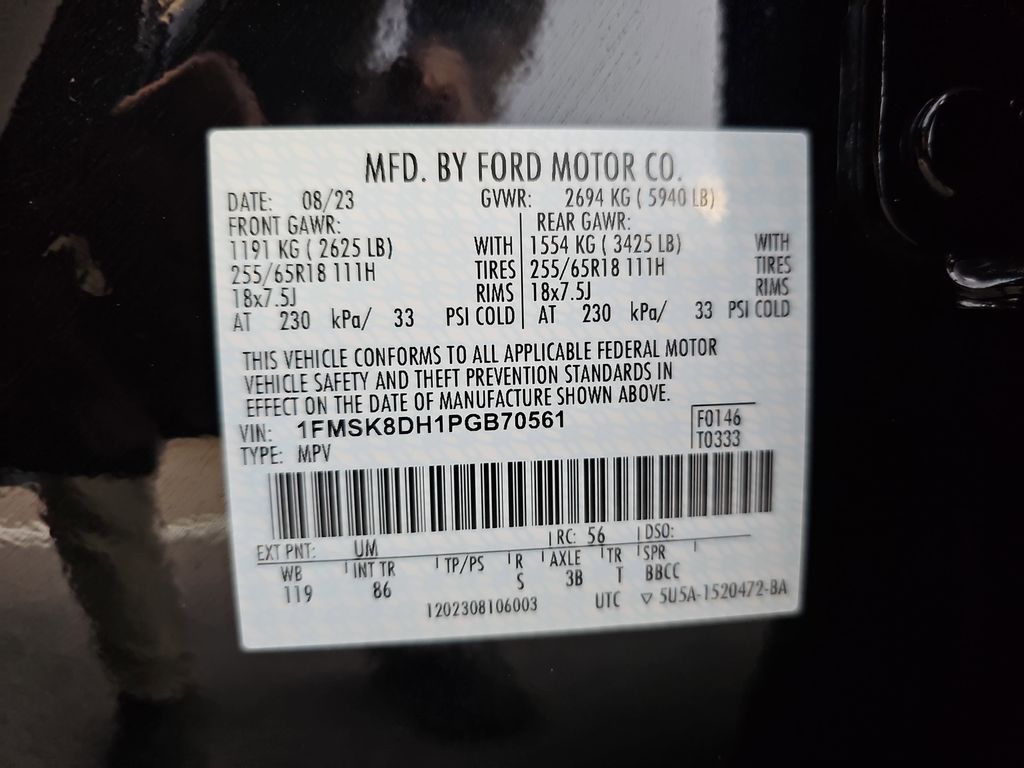 MFD. BY FORD MOTOR CO.
DATE: 08/23 GVWR: 2694 KG ( 5940 LB)
FRONT GAWR: REAR GAWR:
1191 KG ( 2625 LB) WITH 1554 KG ( 3425 LB) WITH
255/65R18 111H TIRES 255/65R18 111H TIRES
18x7.5J RIMS 18x7.5J RIMS
AT 230 kPa/ 33 PSI COLD AT 230 kPa/ 33 PSI COLD
THIS VEHICLE CONFORMS TO ALL APPLICABLE FEDERAL MOTOR
VEHICLE SAFETY AND THEFT PREVENTION STANDARDS IN
EFFECT ON THE DATE OF MANUFACTURE SHOWN ABOVE.
VIN: 1FMSK8DH1PGB70561 F0146
TYPE: MPV T0333
EXT PNT: UM RC: 56 DSO:
WB INT TR TP/PS R AXLE TR SPR
119 86 S 3B T BBCC
1202308106003 UTC ▽ 5U5A-1520472-BA